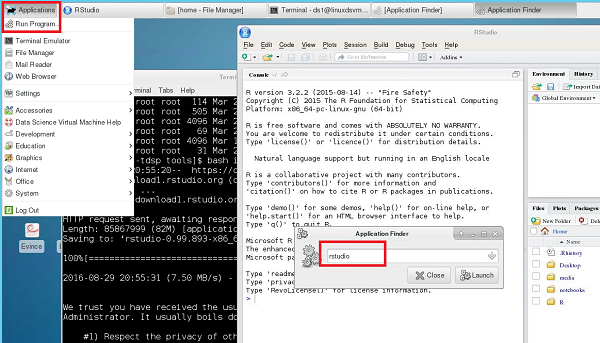 Applications
RStudio
[home - File Manager]
Terminal - ds1@linuxdsvm...
[Application Finder]
Application Finder
Run Program...
Terminal Emulator
File Manager
Mail Reader
Web Browser
Settings
Accessories
Data Science Virtual Machine Help
Development
Education
Graphics
Internet
Office
System
Log Out
Evince
Terminal Tabs Help
root root 114 Mar 2
root root 505 Mar 2
root root 4096 Mar 2
root root 69 Mar 2
root root 4096 Mar 2
root root 31 Mar 2
-tdsp tools]$ bash i
0:55:20-- https://
download1.rstudio.org (
...
download1.rstudio.org
HTTP request sent, awaiting respon
Length: 85867999 (82M) [applicatio
Saving to: 'rstudio-0.99.893-x86_6
100%[=====================
2016-08-29 20:55:31 (7.50 MB/s) -
We trust you have received the usu
Administrator. It usually boils do
#1) Respect the privacy of oth
RStudio
File Edit Code View Plots Session Build Debug Tools Help
Go to file/function
Addins
Console ~/
R version 3.2.2 (2015-08-14) -- "Fire Safety"
Copyright (C) 2015 The R Foundation for Statistical Computing
Platform: x86_64-pc-linux-gnu (64-bit)
R is free software and comes with ABSOLUTELY NO WARRANTY.
You are welcome to redistribute it under certain conditions.
Type 'license()' or 'licence()' for distribution details.
Natural language support but running in an English locale
R is a collaborative project with many contributors.
Type 'contributors()' for more information and
'citation()' on how to cite R or R packages in publications.
Type 'demo()' for some demos, 'help()' for on-line help, or
'help.start()' for an HTML browser interface to help.
Type 'q()' to quit R.
Microsoft R
The enhanced
Microsoft pa
Type 'readme
Type 'privac
Type 'RevoLicense()' for license information.
>
Application Finder
rstudio
Close
Launch
Environment History
Import Dat
Global Environment
Files Plots Packages
New Folder
Home
Name
.Rhistory
Desktop
media
notebooks
R